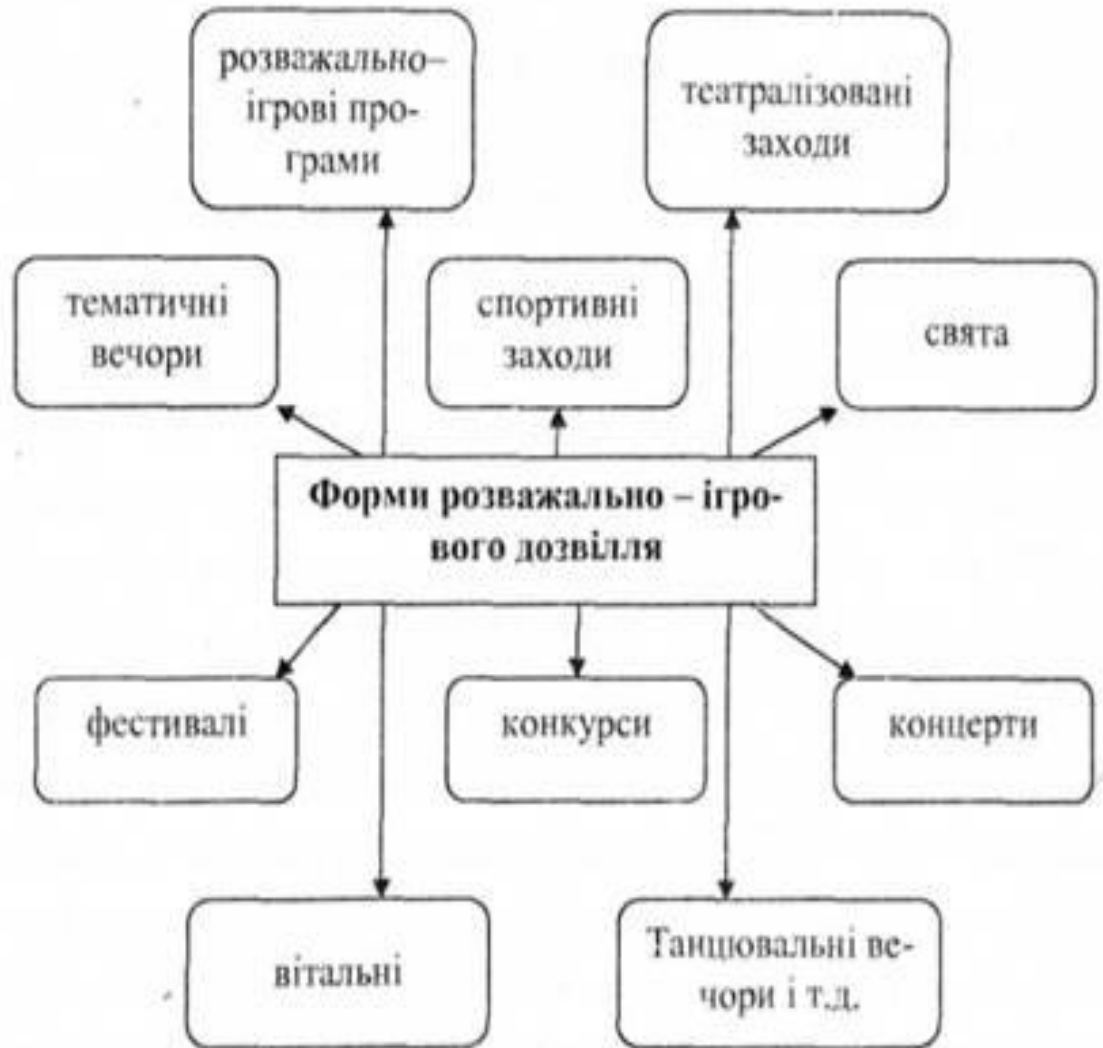 розважально–
ігрові про-
грами
театралізовані
заходи
тематичні
вечори
спортивні
заходи
свята
Форми розважально – ігро-
вого дозвілля
фестивалі
конкурси
концерти
вітальні
Танцювальні ве-
чори і т.д.